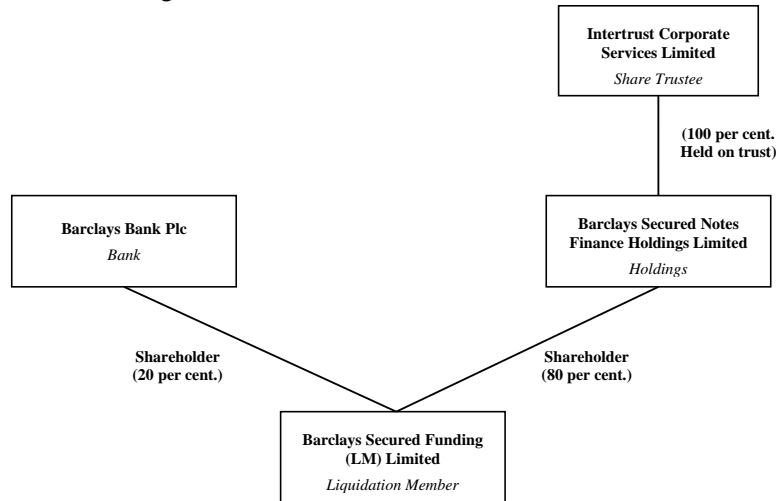 Intertrust Corporate
Services Limited
Share Trustee
(100 per cent.
Held on trust)
Barclays Bank Plc
Bank
Barclays Secured Notes
Finance Holdings Limited
Holdings
Shareholder
(20 per cent.)
Shareholder
(80 per cent.)
Barclays Secured Funding
(LM) Limited
Liquidation Member